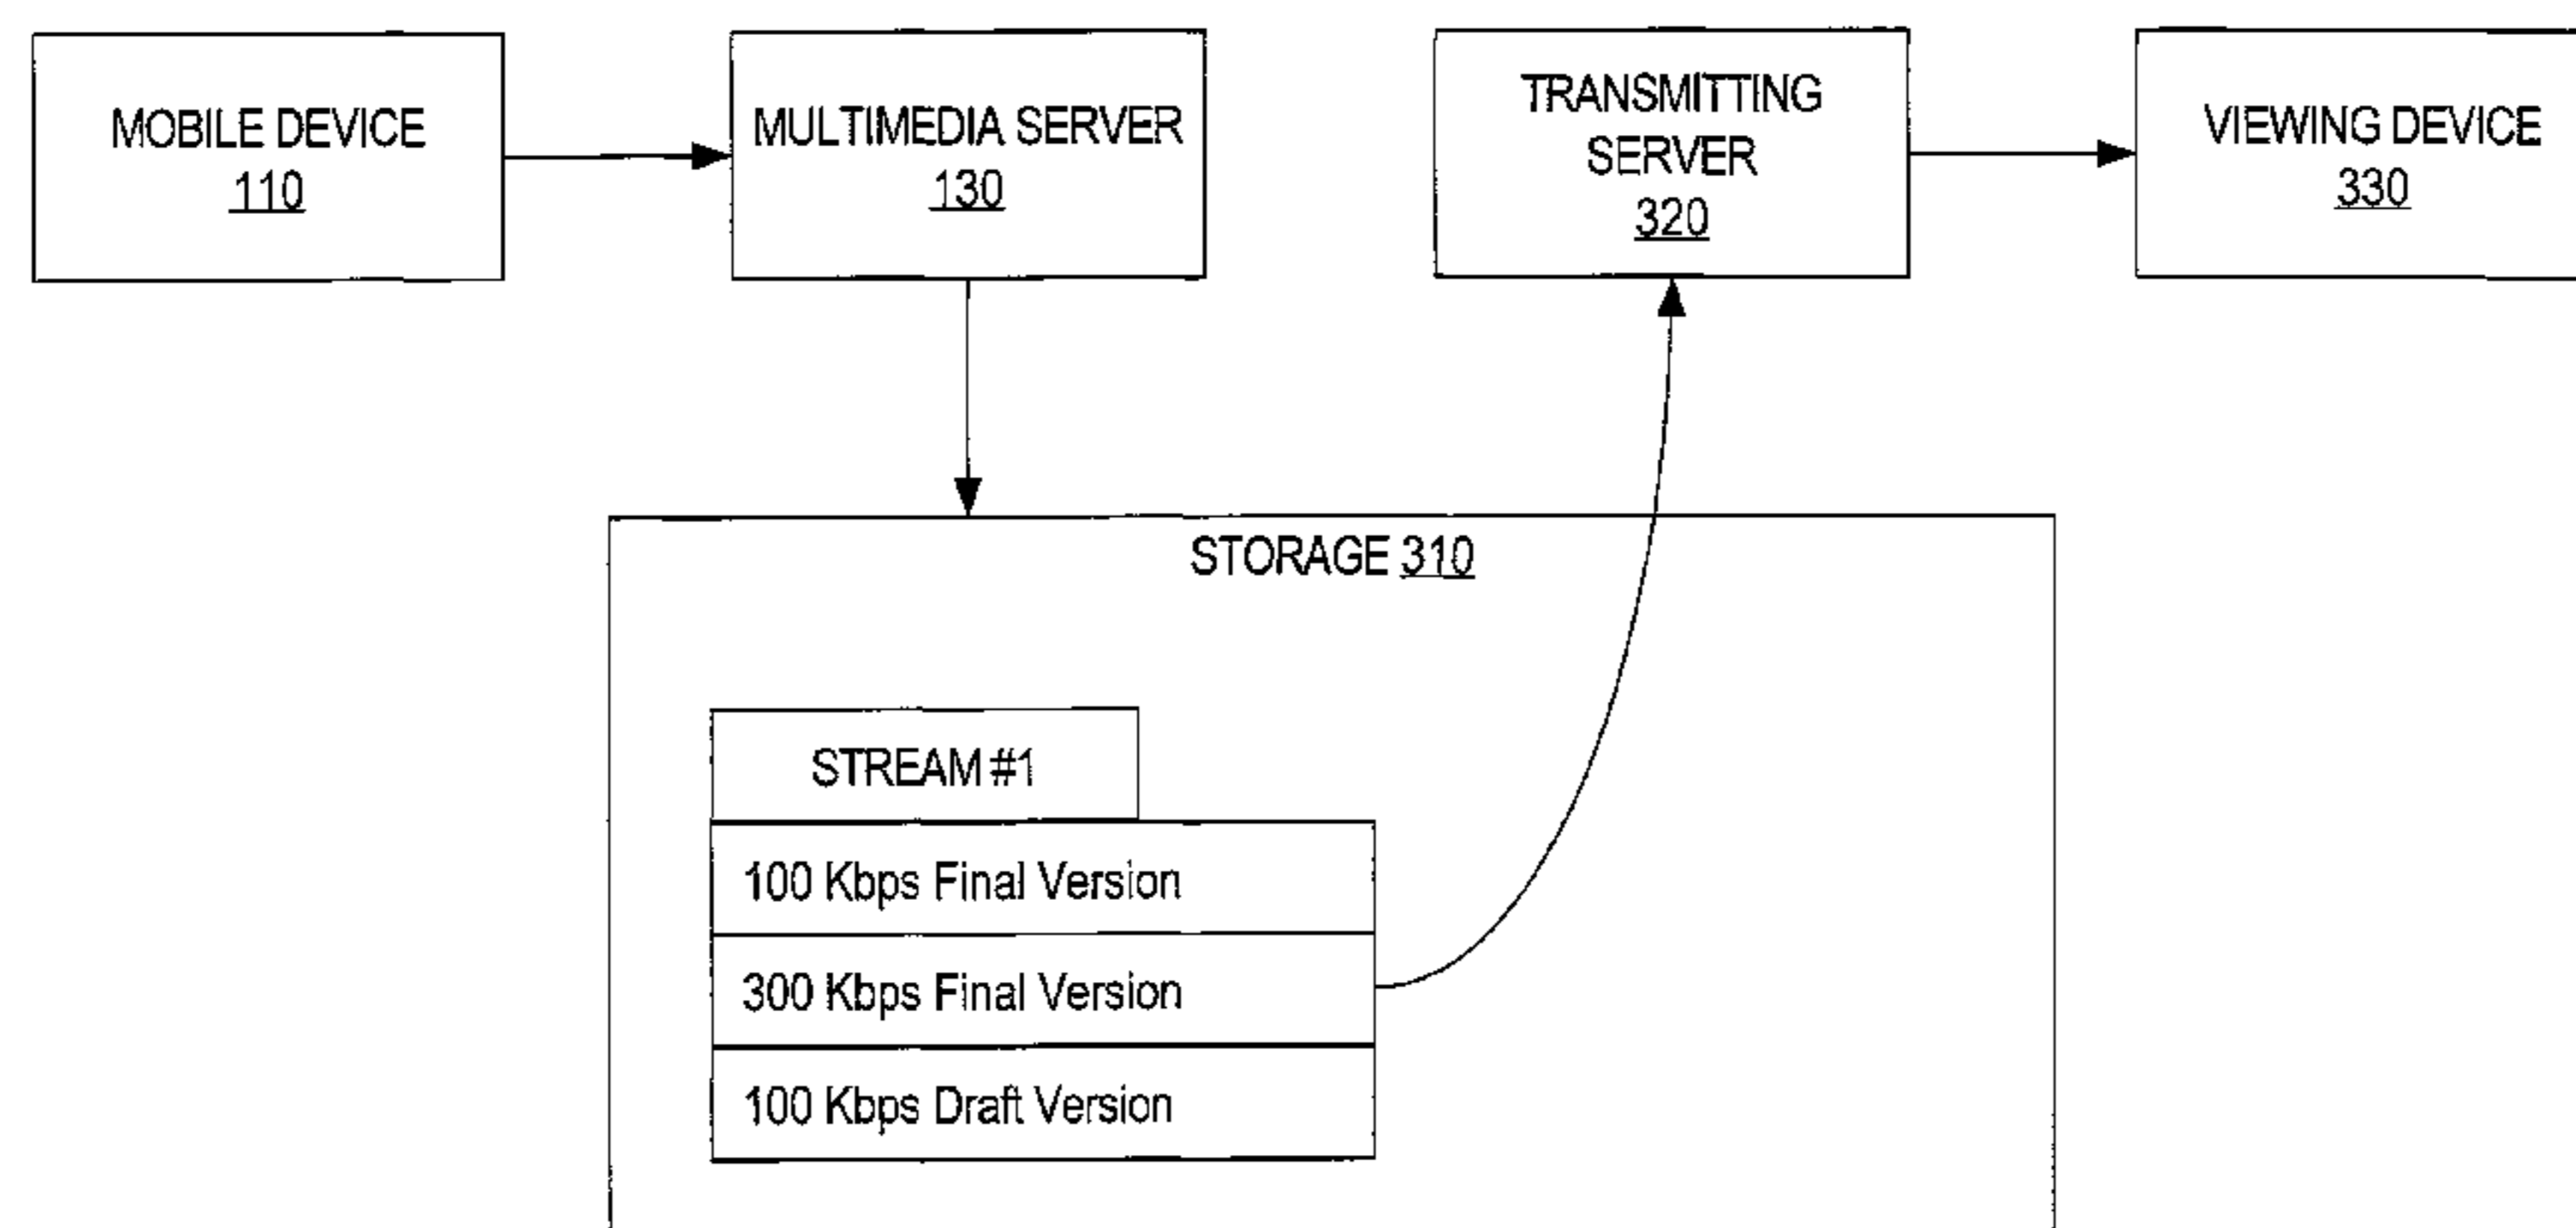 MOBILE DEVICE
110
MULTIMEDIA SERVER
130
TRANSMITTING
SERVER
320
VIEWING DEVICE
330
STORAGE 310
STREAM #1
100 Kbps Final Version
300 Kbps Final Version
100 Kbps Draft Version